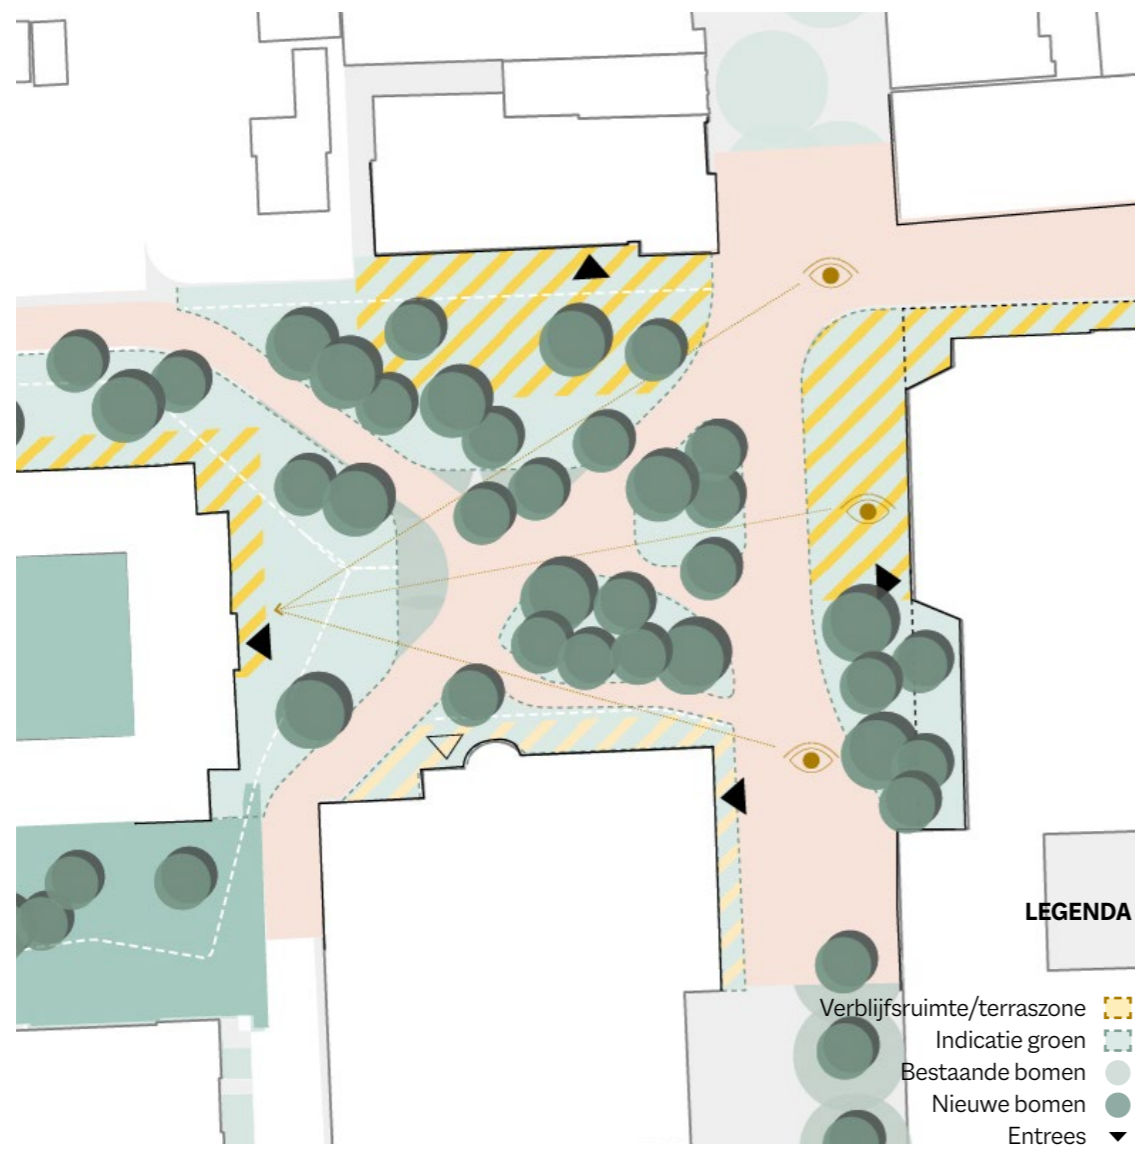 LEGENDA
Verblijfsruimte/terraszone
Indicatie groen
Bestaande bomen
Nieuwe bomen
Entrees